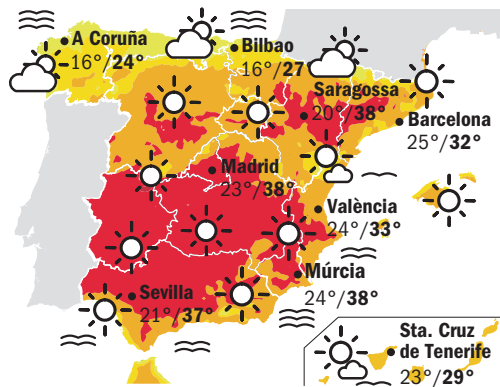 A Coruña
16°/24°
Bilbao
16°/27
Saragossa
20°/38°
Barcelona
25°/32°
Madrid
23°/38°
València
24°/33°
Múrcia
24°/38°
Sevilla
21°/37°
Sta. Cruz
de Tenerife
23°/29°